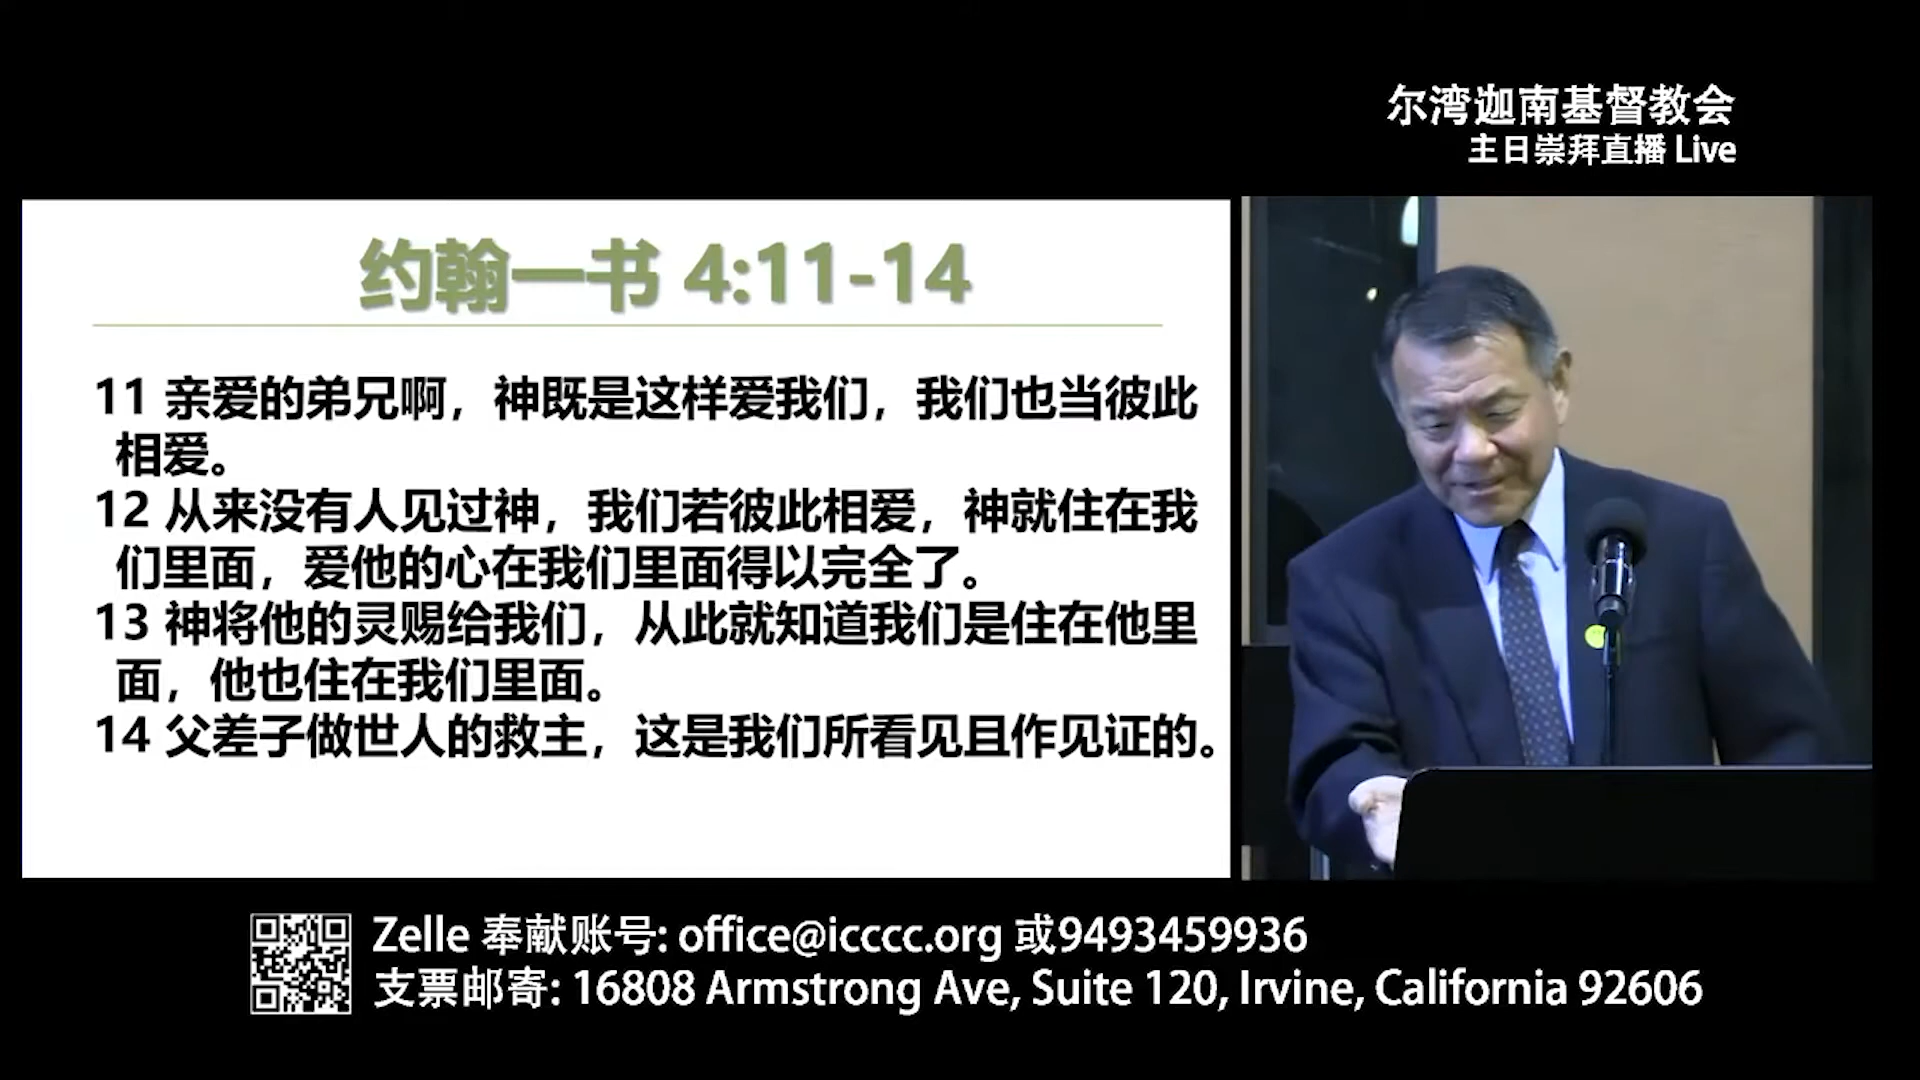 尔湾迦南基督教会
主日崇拜直播 Live
约翰一书 4:11-14
11 亲爱的弟兄啊，神既是这样爱我们，我们也当彼此
相爱。
12 从来没有人见过神，我们若彼此相爱，神就住在我
们里面，爱他的心在我们里面得以完全了。
13 神将他的灵赐给我们，从此就知道我们是住在他里
面，他也住在我们里面。
14 父差子做世人的救主，这是我们所看见且作见证的。
Zelle 奉献账号: office@icccc.org 或9493459936
支票邮寄: 16808 Armstrong Ave, Suite 120, Irvine, California 92606